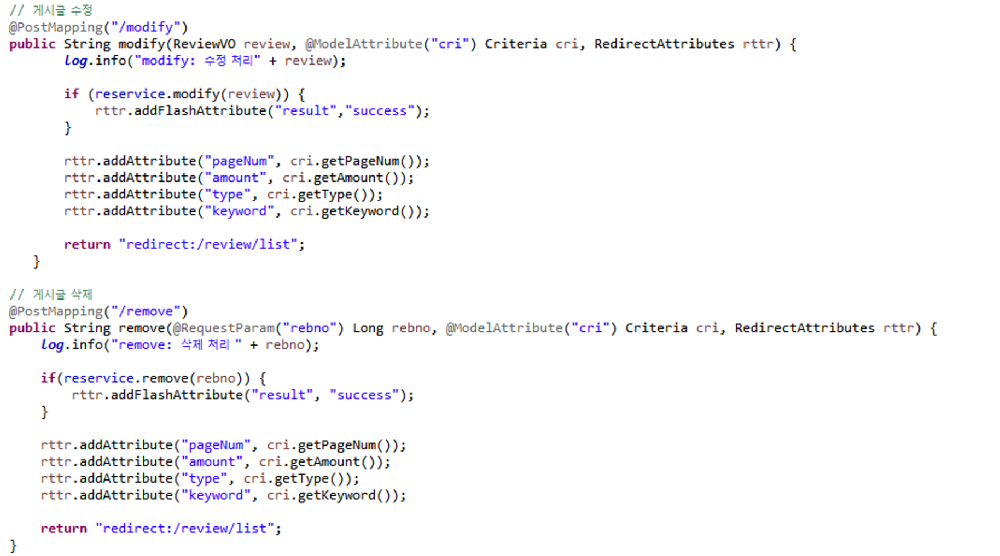 // 게시글 수정
@PostMapping("/modify")
public String modify(ReviewVO review, @ModelAttribute("cri") Criteria cri, RedirectAttributes rttr) {
log.info("modify: 수정 처리" + review);
if (reservice.modify(review)) {
rttr.addFlashAttribute("result","success");
}
rttr.addAttribute("pageNum", cri.getPageNum());
rttr.addAttribute("amount", cri.getAmount());
rttr.addAttribute("type", cri.getType());
rttr.addAttribute("keyword", cri.getKeyword());
return "redirect:/review/list";
}
// 게시글 삭제
@PostMapping("/remove")
public String remove(@RequestParam("rebno") Long rebno, @ModelAttribute("cri") Criteria cri, RedirectAttributes rttr) {
log.info("remove: 삭제 처리 " + rebno);
if(reservice.remove(rebno)) {
rttr.addFlashAttribute("result", "success");
}
rttr.addAttribute("pageNum", cri.getPageNum());
rttr.addAttribute("amount", cri.getAmount());
rttr.addAttribute("type", cri.getType());
rttr.addAttribute("keyword", cri.getKeyword());
return "redirect:/review/list";
}